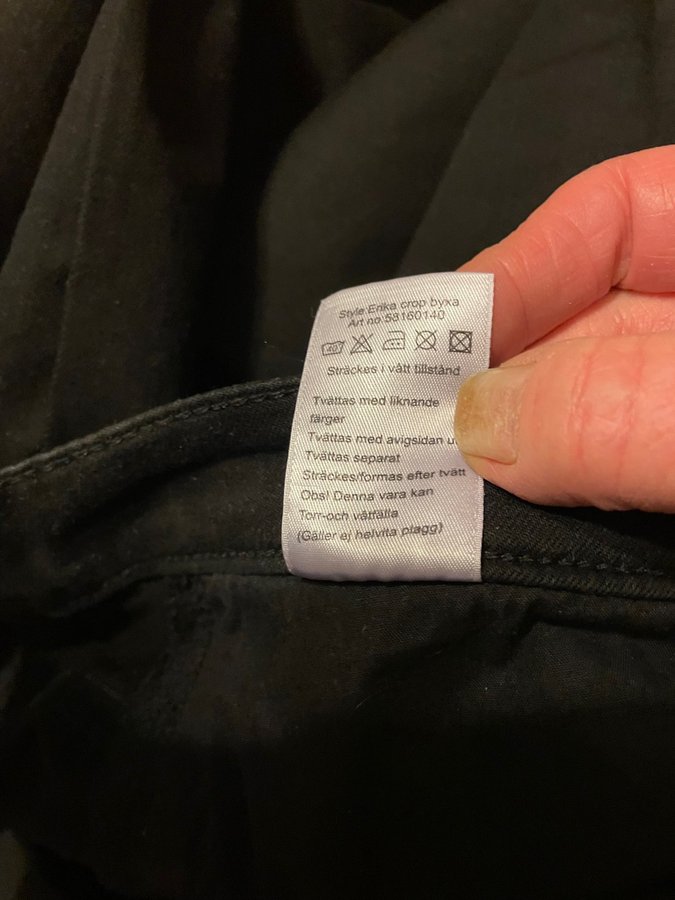 Style Erika crop byxa
Art no:58160140
40
Sträckes i vått tillstånd
Tvättas med liknande
färger
Tvättas med avigsidan
Tvättas separat
Sträckes/formas efter tvätt
Obs! Denna vara kan
Torr-och våtfälla
(Gäller ej helvita plagg)